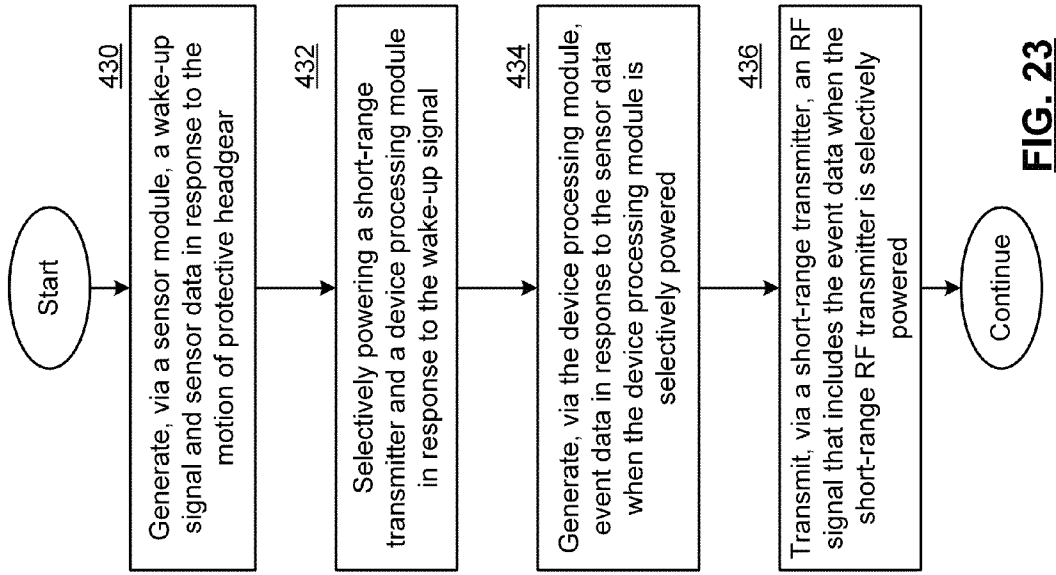 Start
430
Generate, via a sensor module, a wake-up
signal and sensor data in response to the
motion of protective headgear
432
Selectively powering a short-range
transmitter and a device processing module
in response to the wake-up signal
434
Generate, via the device processing module,
event data in response to the sensor data
when the device processing module is
selectively powered
436
Transmit, via a short-range transmitter, an RF
signal that includes the event data when the
short-range RF transmitter is selectively
powered
Continue
FIG. 23